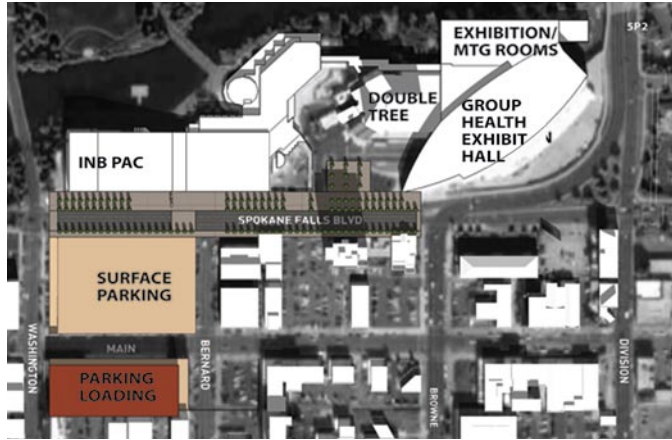 EXHIBITION/
MTG ROOMS
SP2
DOUBLE
TREE
GROUP
HEALTH
EXHIBIT
HALL
INB PAC
SPOKANE FALLS BLVD
SURFACE
PARKING
WASHINGTON
MAIN
BERNARD
BROWNE
DIVISION
PARKING
LOADING